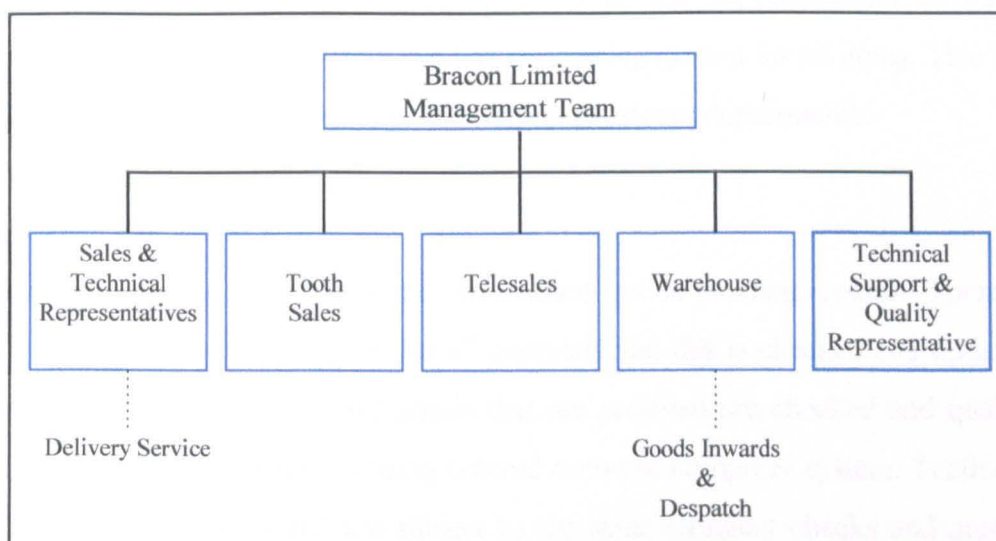 Bracon Limited
Management Team
Sales &
Technical
Representatives
Tooth
Sales
Telesales
Warehouse
Technical
Support &
Quality
Representative
Delivery Service
Goods Inwards
&
Despatch